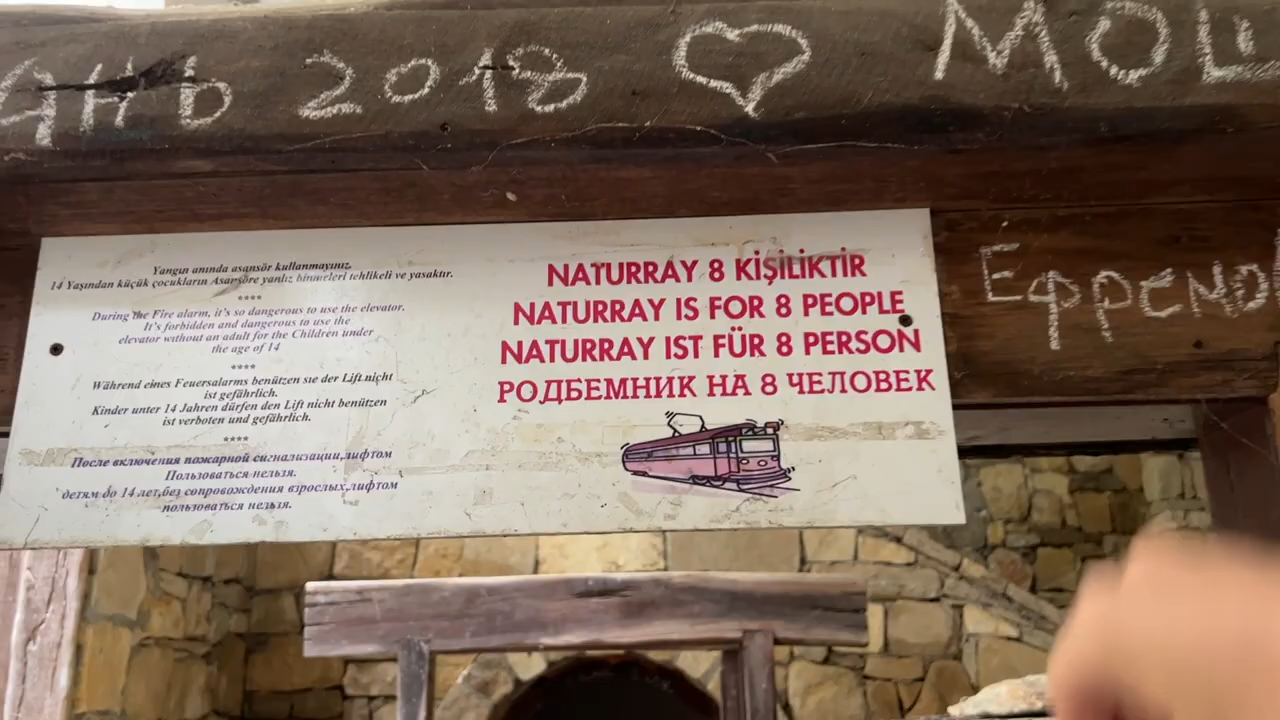 2018
Yangın anında asansör kullanmayınız.
14 Yaşından küçük çocukların Asansöre yanlız binmeleri tehlikeli ve yasaktır.
****
During the Fire alarm, it's so dangerous to use the elevator.
It's forbidden and dangerous to use the
elevator without an adult for the Children under
the age of 14
****
Während eines Feuersalarms benützen sıe der Lift nicht
ist gefährlich.
Kinder unter 14 Jahren dürfen den Lift nicht benützen
ist verboten und gefährlich.
****
После включения пожарной сигнализации,лифтом
Пользоваться нельзя.
детям до 14 лет,без сопровождения взрослых,лифтом
пользоваться нельзя.
NATURRAY 8 KİŞİLİKTİR
NATURRAY IS FOR 8 PEOPLE
NATURRAY IST FÜR 8 PERSON
РОДБЕМНИК НА 8 ЧЕЛОВЕК